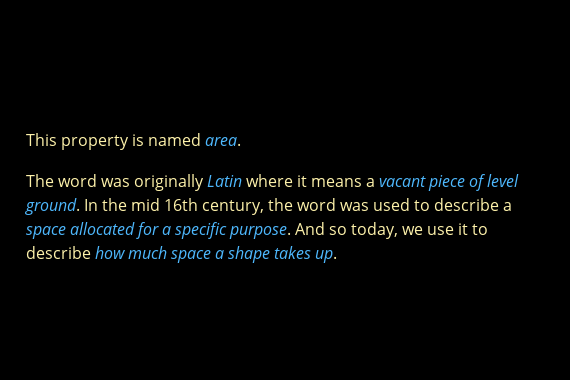 This property is named area.
The word was originally Latin where it means a vacant piece of level
ground. In the mid 16th century, the word was used to describe a
space allocated for a specific purpose. And so today, we use it to
describe how much space a shape takes up.